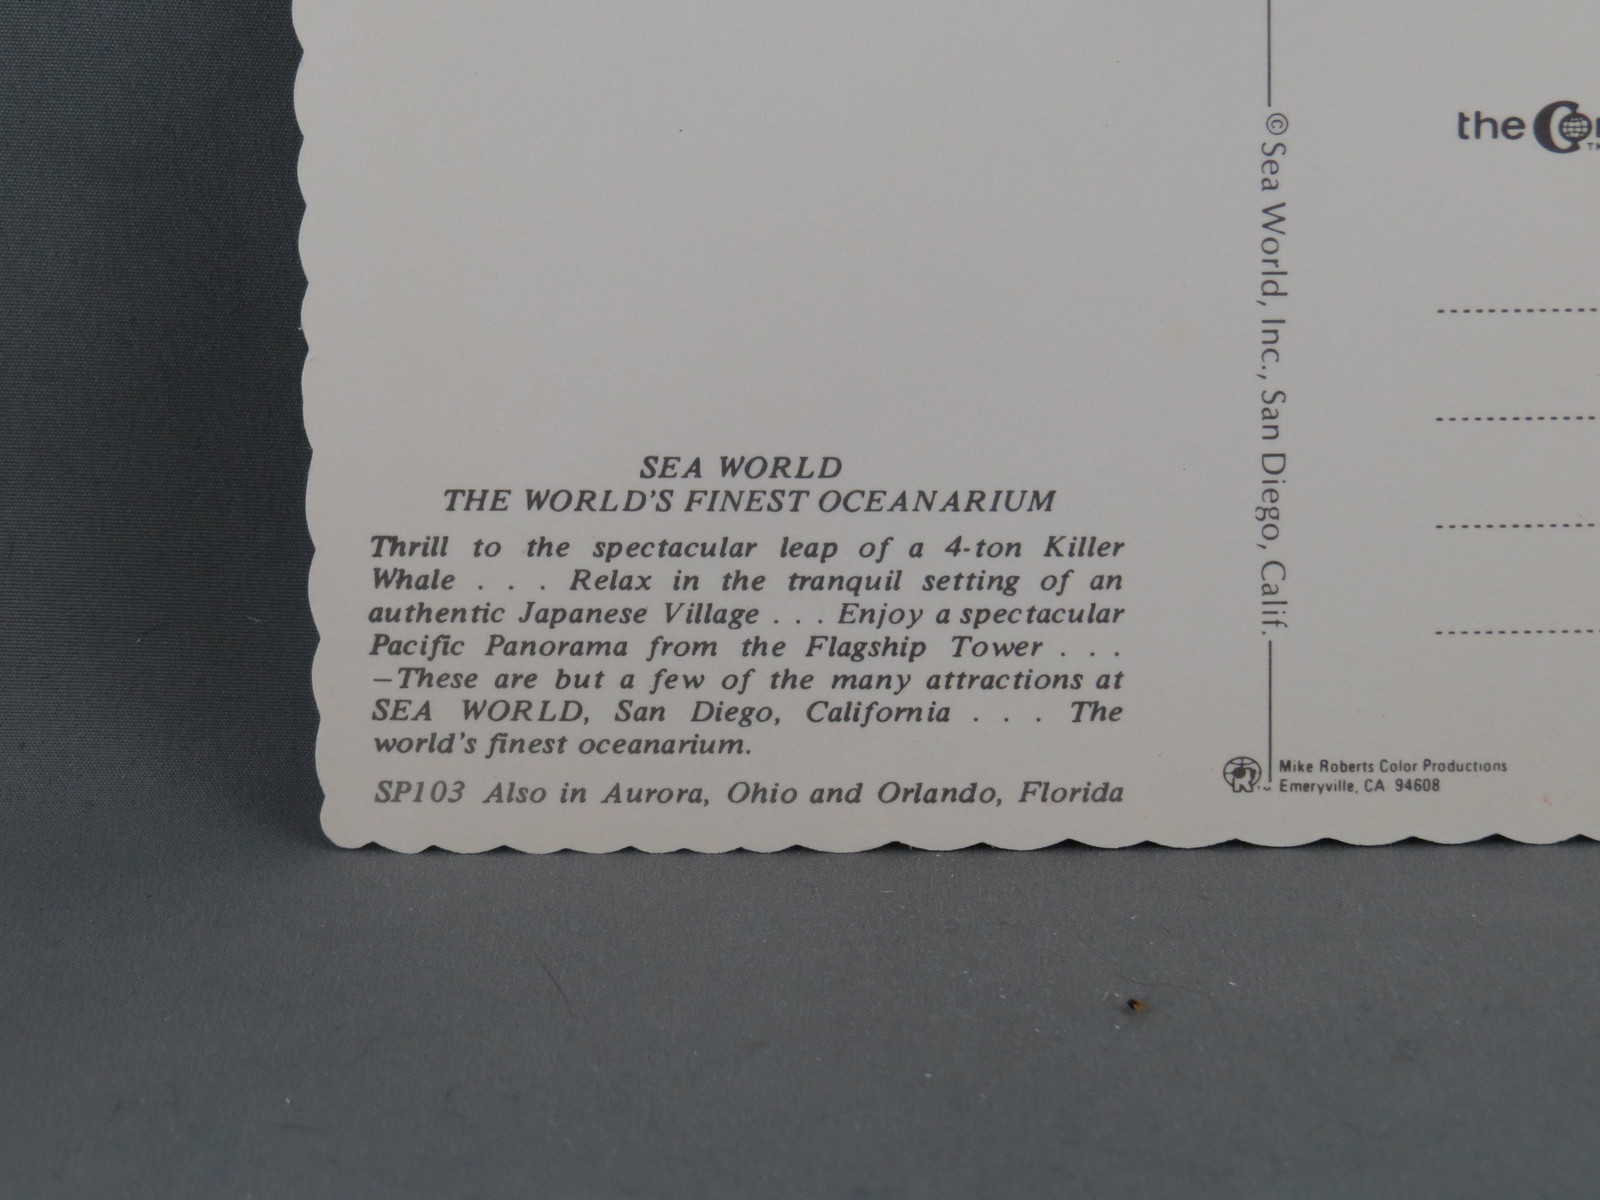 SEA WORLD
THE WORLD'S FINEST OCEANARIUM
Thrill to the spectacular leap of a 4-ton Killer
Whale . . . Relax in the tranquil setting of an
authentic Japanese Village . . . Enjoy a spectacular
Pacific Panorama from the Flagship Tower . . .
—These are but a few of the many attractions at
SEA WORLD, San Diego, California . . . The
world's finest oceanarium.
SP103 Also in Aurora, Ohio and Orlando, Florida
© Sea World, Inc., San Diego, Calif.
the
Mike Roberts Color Productions
Emeryville, CA 94608